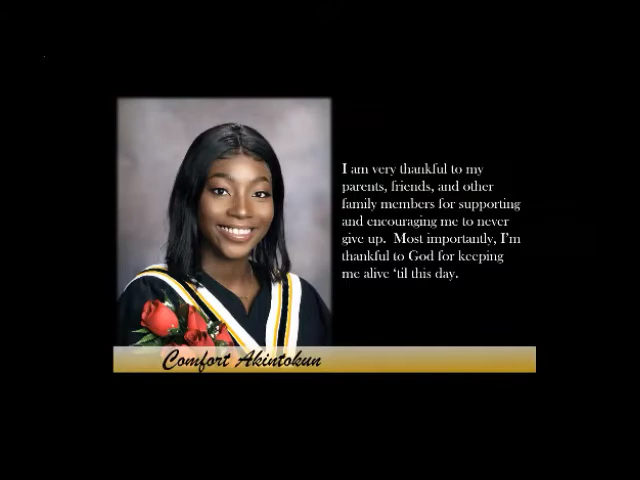 I am very thankful to my
parents, friends, and other
family members for supporting
and encouraging me to never
give up.  Most importantly, I'm
thankful to God for keeping
me alive 'til this day.
Comfort Akintokun